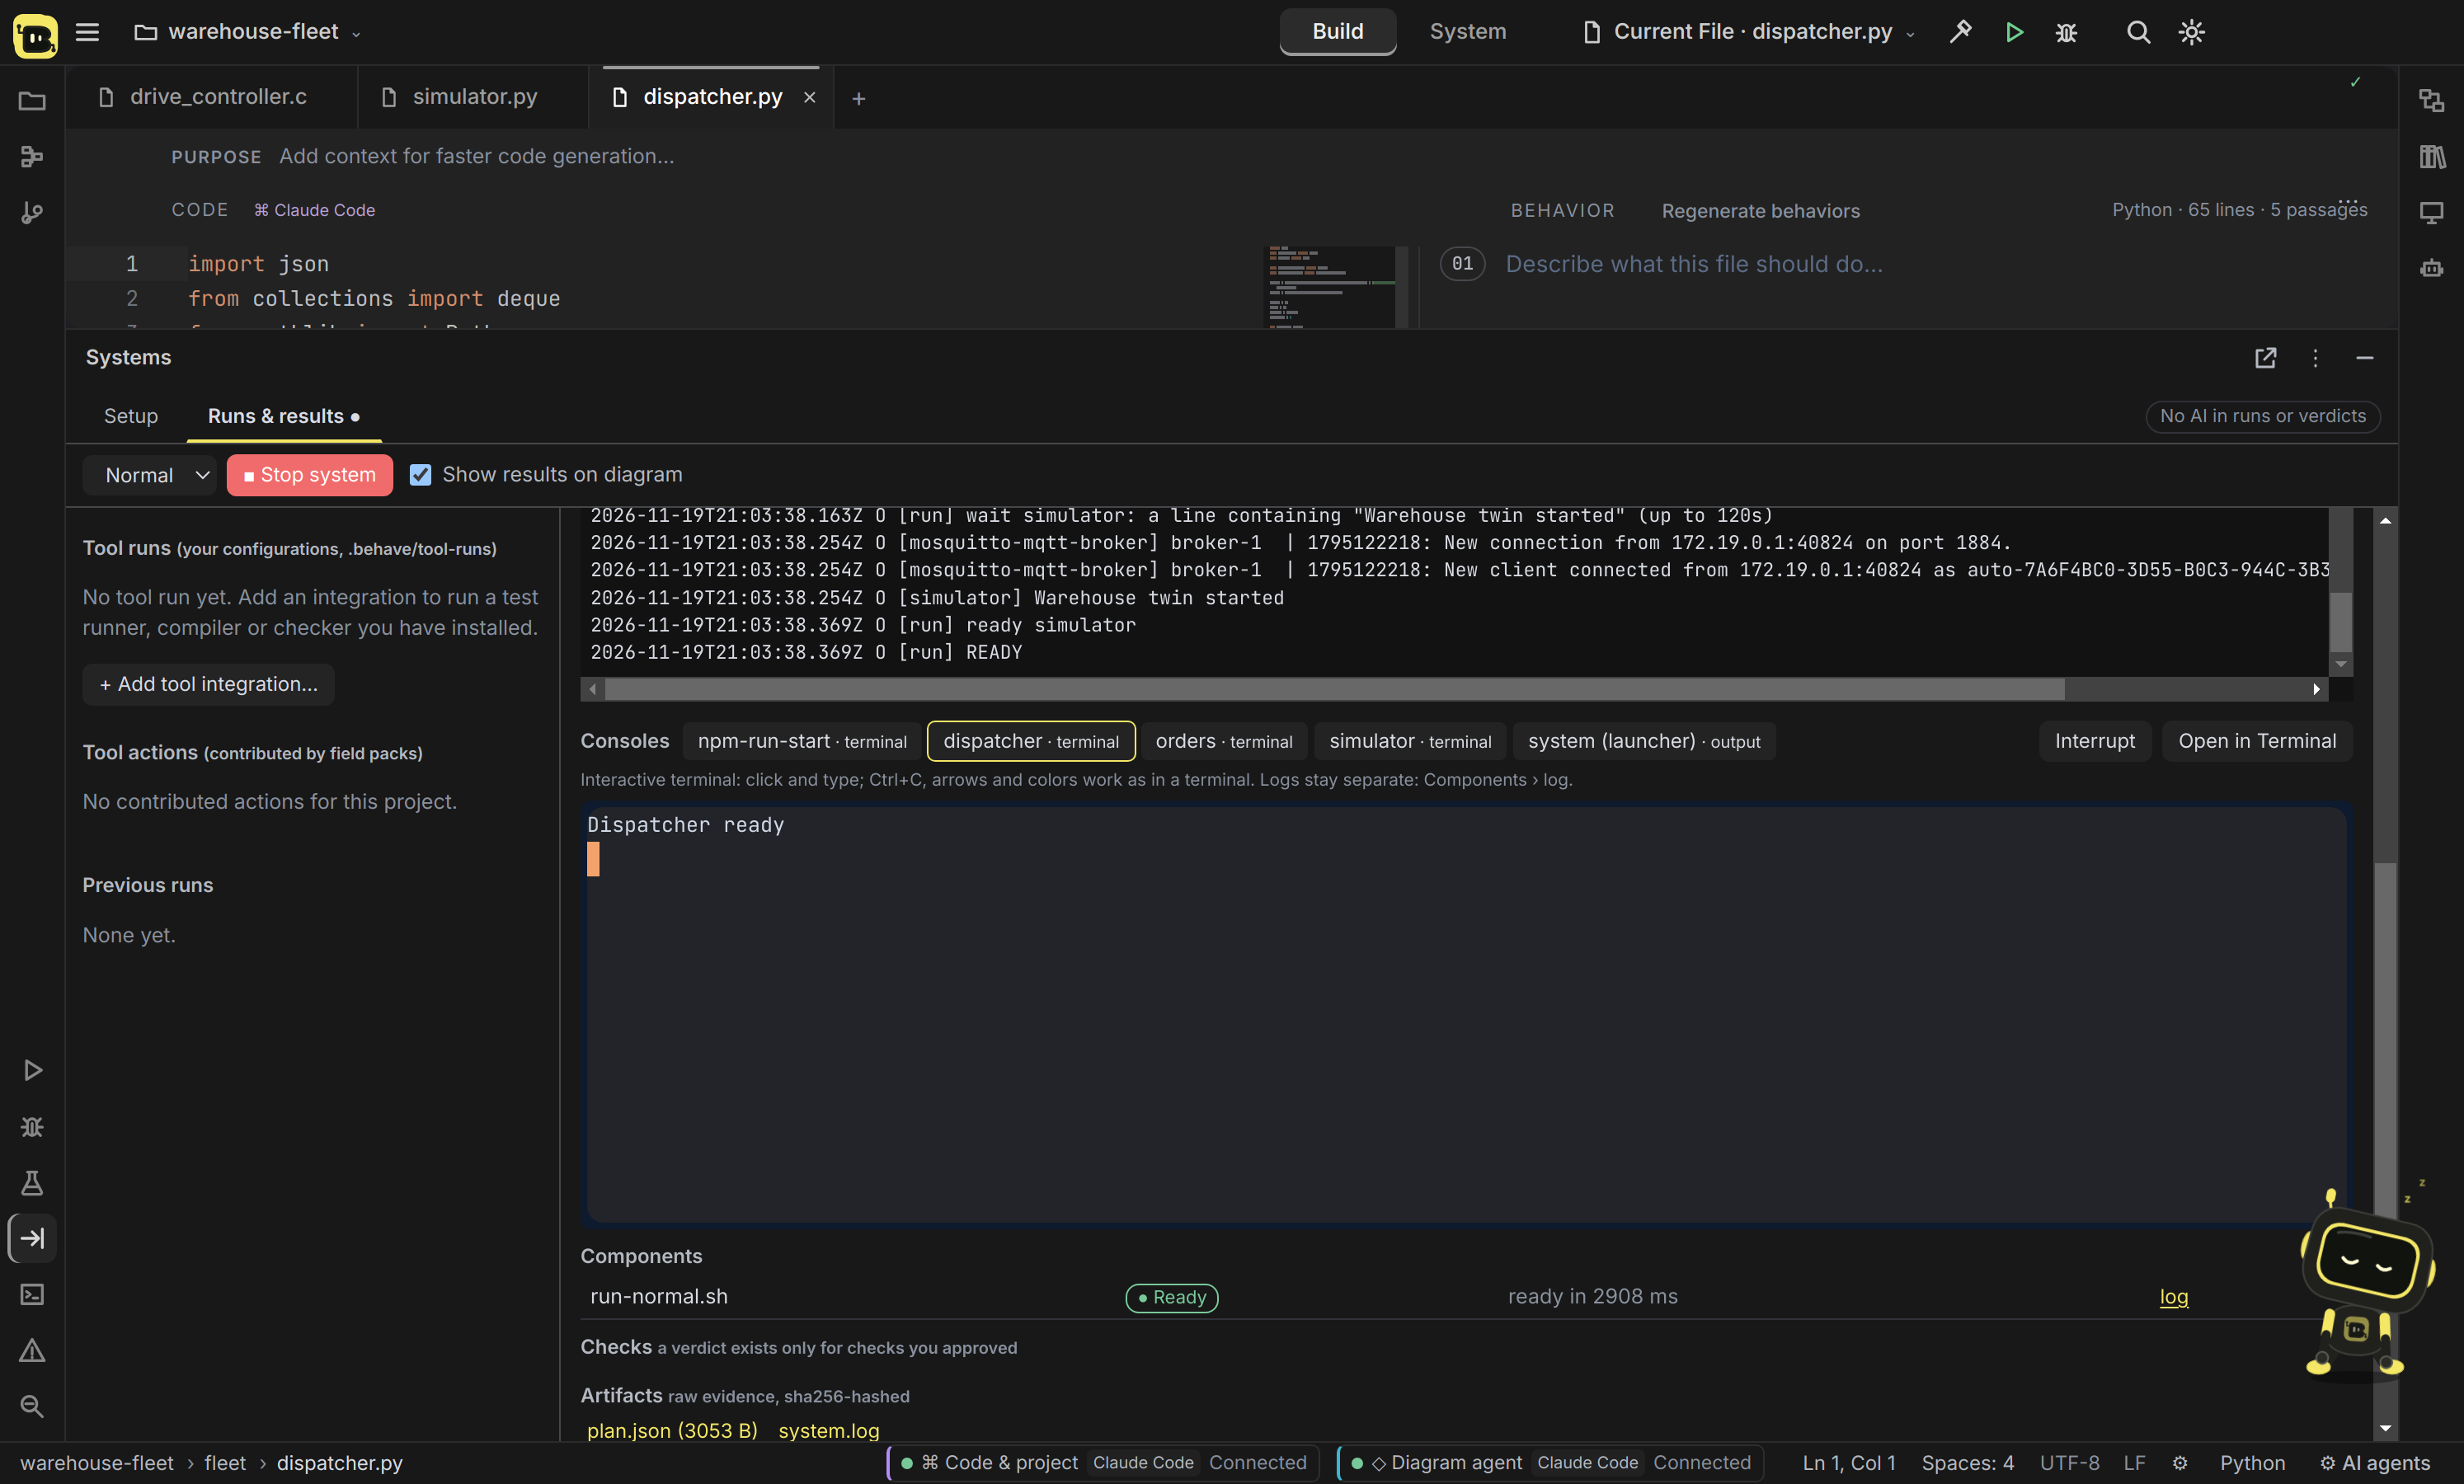 warehouse-fleet
Build
System
Current File · dispatcher.py
drive_controller.c
simulator.py
dispatcher.py ×
+
PURPOSE Add context for faster code generation...
CODE ⌘ Claude Code
BEHAVIOR Regenerate behaviors
Python · 65 lines · 5 passages
1 import json
2 from collections import deque
01 Describe what this file should do...
Systems
Setup
Runs & results ●
No AI in runs or verdicts
Normal
■ Stop system
Show results on diagram
Tool runs (your configurations, .behave/tool-runs)
No tool run yet. Add an integration to run a test
runner, compiler or checker you have installed.
+ Add tool integration...
Tool actions (contributed by field packs)
No contributed actions for this project.
Previous runs
None yet.
2026-11-19T21:03:38.163Z O [run] wait simulator: a line containing "Warehouse twin started" (up to 120s)
2026-11-19T21:03:38.254Z O [mosquitto-mqtt-broker] broker-1 | 1795122218: New connection from 172.19.0.1:40824 on port 1884.
2026-11-19T21:03:38.254Z O [mosquitto-mqtt-broker] broker-1 | 1795122218: New client connected from 172.19.0.1:40824 as auto-7A6F4BC0-3D55-B0C3-944C-3B3
2026-11-19T21:03:38.254Z O [simulator] Warehouse twin started
2026-11-19T21:03:38.369Z O [run] ready simulator
2026-11-19T21:03:38.369Z O [run] READY
Consoles
npm-run-start · terminal
dispatcher · terminal
orders · terminal
simulator · terminal
system (launcher) · output
Interrupt
Open in Terminal
Interactive terminal: click and type; Ctrl+C, arrows and colors work as in a terminal. Logs stay separate: Components › log.
Dispatcher ready
z
z
Components
run-normal.sh
● Ready
ready in 2908 ms
log
Checks a verdict exists only for checks you approved
Artifacts raw evidence, sha256-hashed
plan.json (3053 B) system.log
warehouse-fleet › fleet › dispatcher.py
⌘ Code & project Claude Code Connected
◇ Diagram agent Claude Code Connected
Ln 1, Col 1
Spaces: 4
UTF-8
LF
Python
AI agents